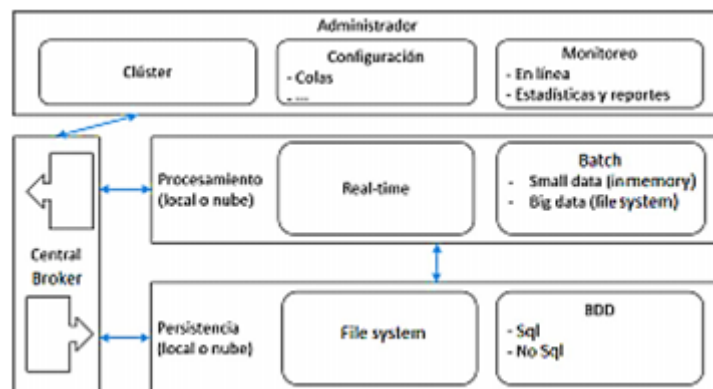 Administrador
Clúster
Configuración
- Colas
- ...
Monitoreo
- En línea
- Estadísticas y reportes
Central
Broker
Procesamiento
(local o nube)
Real-time
Batch
- Small data (in memory)
- Big data (file system)
Persistencia
(local o nube)
File system
BDD
- Sql
- No Sql